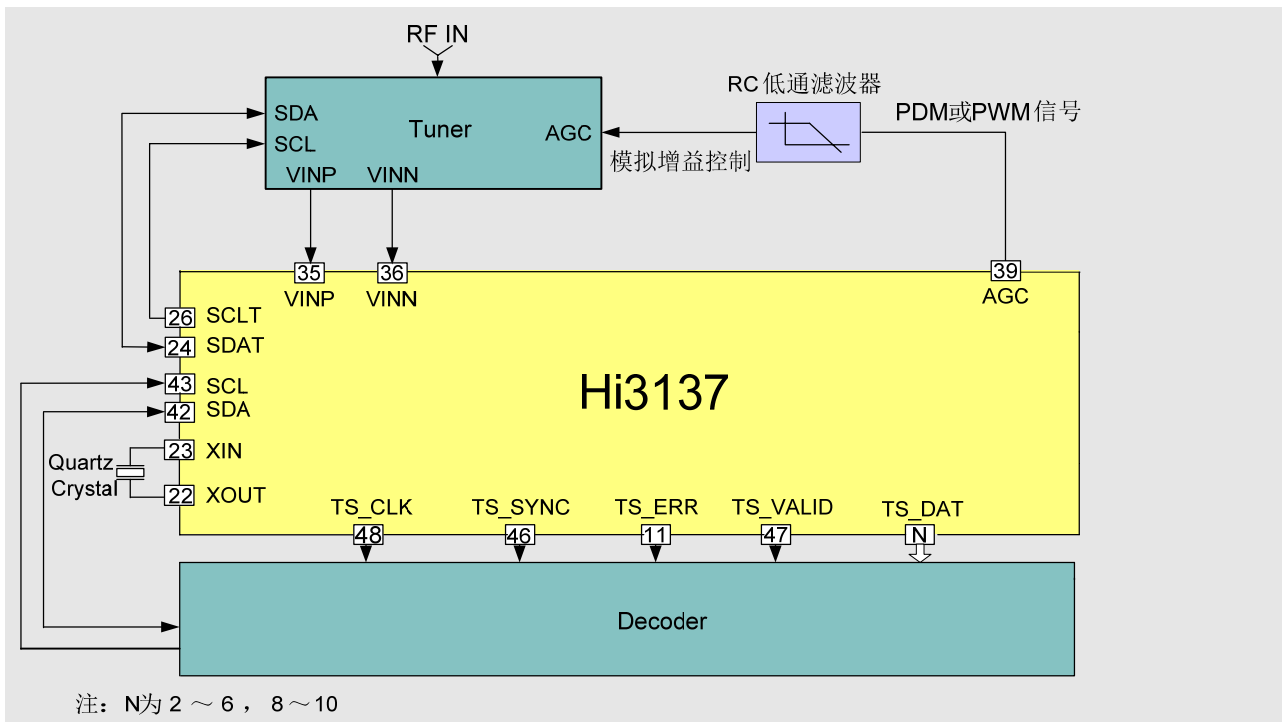 RF IN
RC 低通滤波器
PDM或PWM 信号
SDA
SCL
Tuner
AGC
VINP
VINN
模拟增益控制
35
36
39
VINP
VINN
AGC
26
SCLT
24
SDAT
43
SCL
42
SDA
23
XIN
22
XOUT
Quartz
Crystal
Hi3137
TS_CLK
TS_SYNC
TS_ERR
TS_VALID
TS_DAT
48
46
11
47
N
Decoder
注：N为 2 ～ 6 ， 8～10